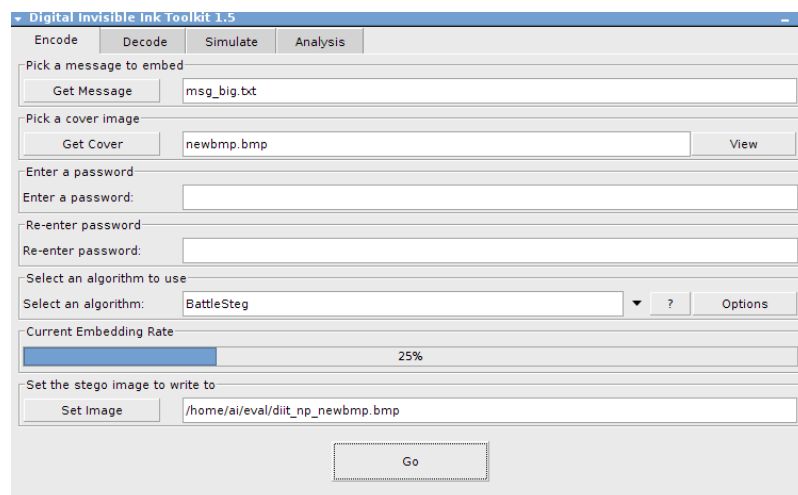 Digital Invisible Ink Toolkit 1.5
Encode Decode Simulate Analysis
Pick a message to embed
Get Message msg_big.txt
Pick a cover image
Get Cover newbmp.bmp View
Enter a password
Enter a password:
Re-enter password
Re-enter password:
Select an algorithm to use
Select an algorithm: BattleSteg ? Options
Current Embedding Rate
25%
Set the stego image to write to
Set Image /home/ai/eval/diit_np_newbmp.bmp
Go